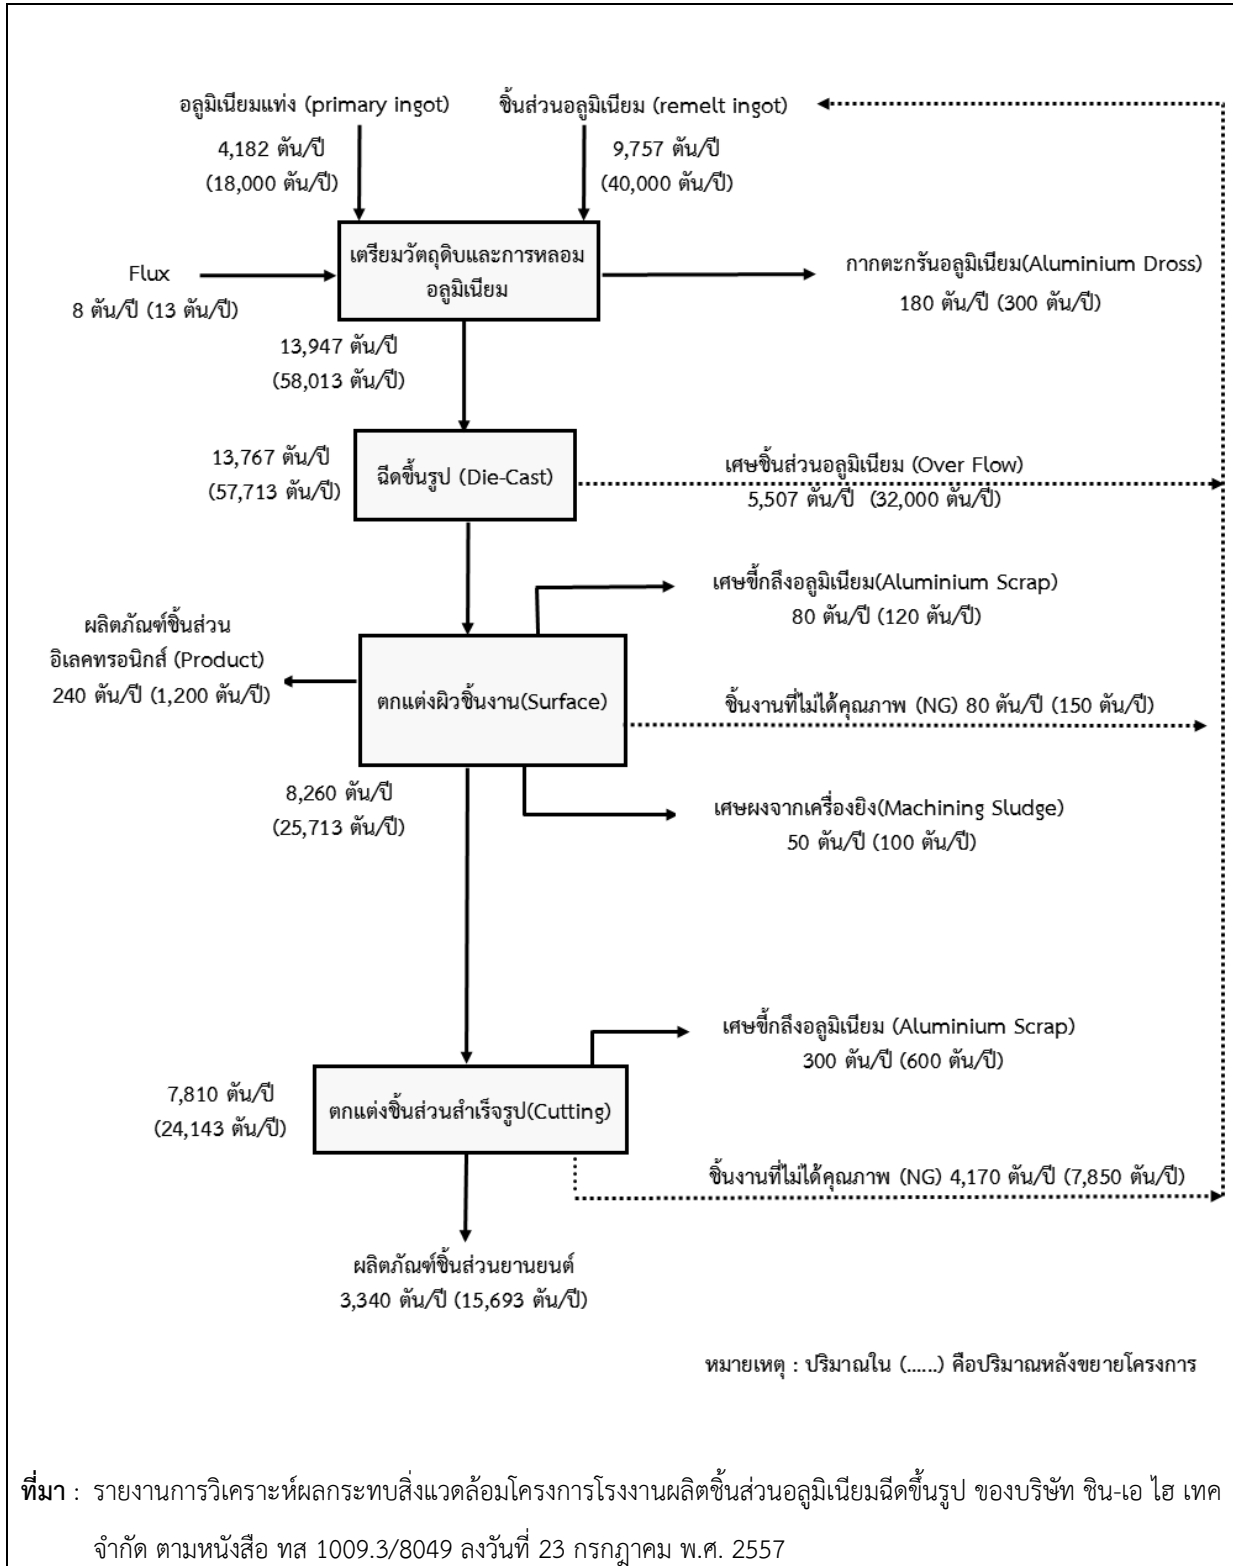 อลูมิเนียมแท่ง (primary ingot)
ชิ้นส่วนอลูมิเนียม (remelt ingot)
4,182 ตัน/ปี
(18,000 ตัน/ปี)
9,757 ตัน/ปี
(40,000 ตัน/ปี)
เตรียมวัตถุดิบและการหลอม
อลูมิเนียม
Flux
8 ตัน/ปี (13 ตัน/ปี)
กากตะกรันอลูมิเนียม(Aluminium Dross)
180 ตัน/ปี (300 ตัน/ปี)
13,947 ตัน/ปี
(58,013 ตัน/ปี)
13,767 ตัน/ปี
(57,713 ตัน/ปี)
ฉีดขึ้นรูป (Die-Cast)
เศษชิ้นส่วนอลูมิเนียม (Over Flow)
5,507 ตัน/ปี (32,000 ตัน/ปี)
เศษขี้กลึงอลูมิเนียม(Aluminium Scrap)
80 ตัน/ปี (120 ตัน/ปี)
ผลิตภัณฑ์ชิ้นส่วน
อิเลคทรอนิกส์ (Product)
240 ตัน/ปี (1,200 ตัน/ปี)
ตกแต่งผิวชิ้นงาน(Surface)
ชิ้นงานที่ไม่ได้คุณภาพ (NG) 80 ตัน/ปี (150 ตัน/ปี)
8,260 ตัน/ปี
(25,713 ตัน/ปี)
เศษผงจากเครื่องยิง(Machining Sludge)
50 ตัน/ปี (100 ตัน/ปี)
เศษขี้กลึงอลูมิเนียม (Aluminium Scrap)
300 ตัน/ปี (600 ตัน/ปี)
7,810 ตัน/ปี
(24,143 ตัน/ปี)
ตกแต่งชิ้นส่วนสำเร็จรูป(Cutting)
ชิ้นงานที่ไม่ได้คุณภาพ (NG) 4,170 ตัน/ปี (7,850 ตัน/ปี)
ผลิตภัณฑ์ชิ้นส่วนยานยนต์
3,340 ตัน/ปี (15,693 ตัน/ปี)
หมายเหตุ : ปริมาณใน (......) คือปริมาณหลังขยายโครงการ
ที่มา : รายงานการวิเคราะห์ผลกระทบสิ่งแวดล้อมโครงการโรงงานผลิตชิ้นส่วนอลูมิเนียมฉีดขึ้นรูป ของบริษัท ชิน-เอ ไฮ เทค
จำกัด ตามหนังสือ ทส 1009.3/8049 ลงวันที่ 23 กรกฎาคม พ.ศ. 2557